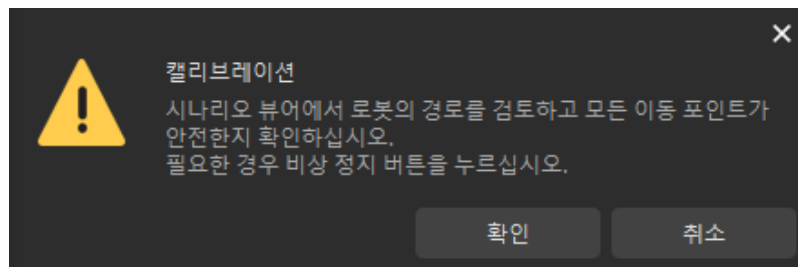 캘리브레이션
시나리오 뷰어에서 로봇의 경로를 검토하고 모든 이동 포인트가
안전한지 확인하십시오.
필요한 경우 비상 정지 버튼을 누르십시오.
확인
취소